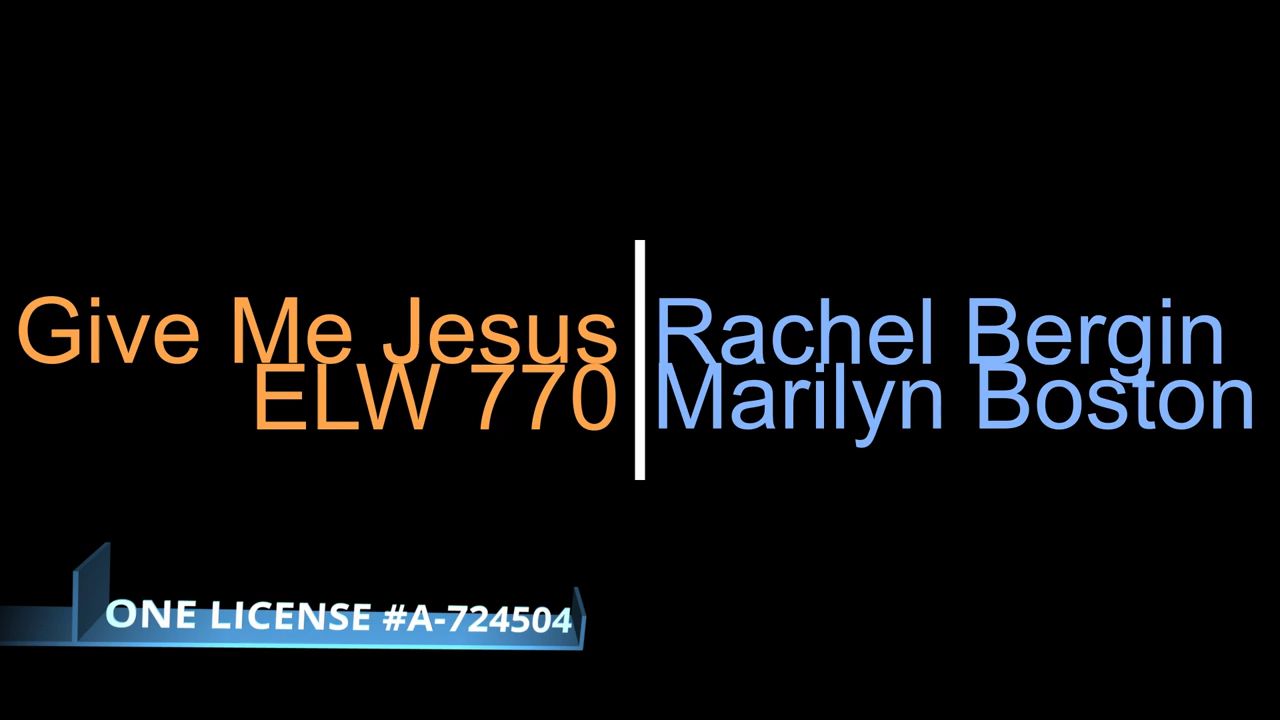 Give Me Jesus
ELW 770
Rachel Bergin
Marilyn Boston
ONE LICENSE #A-724504